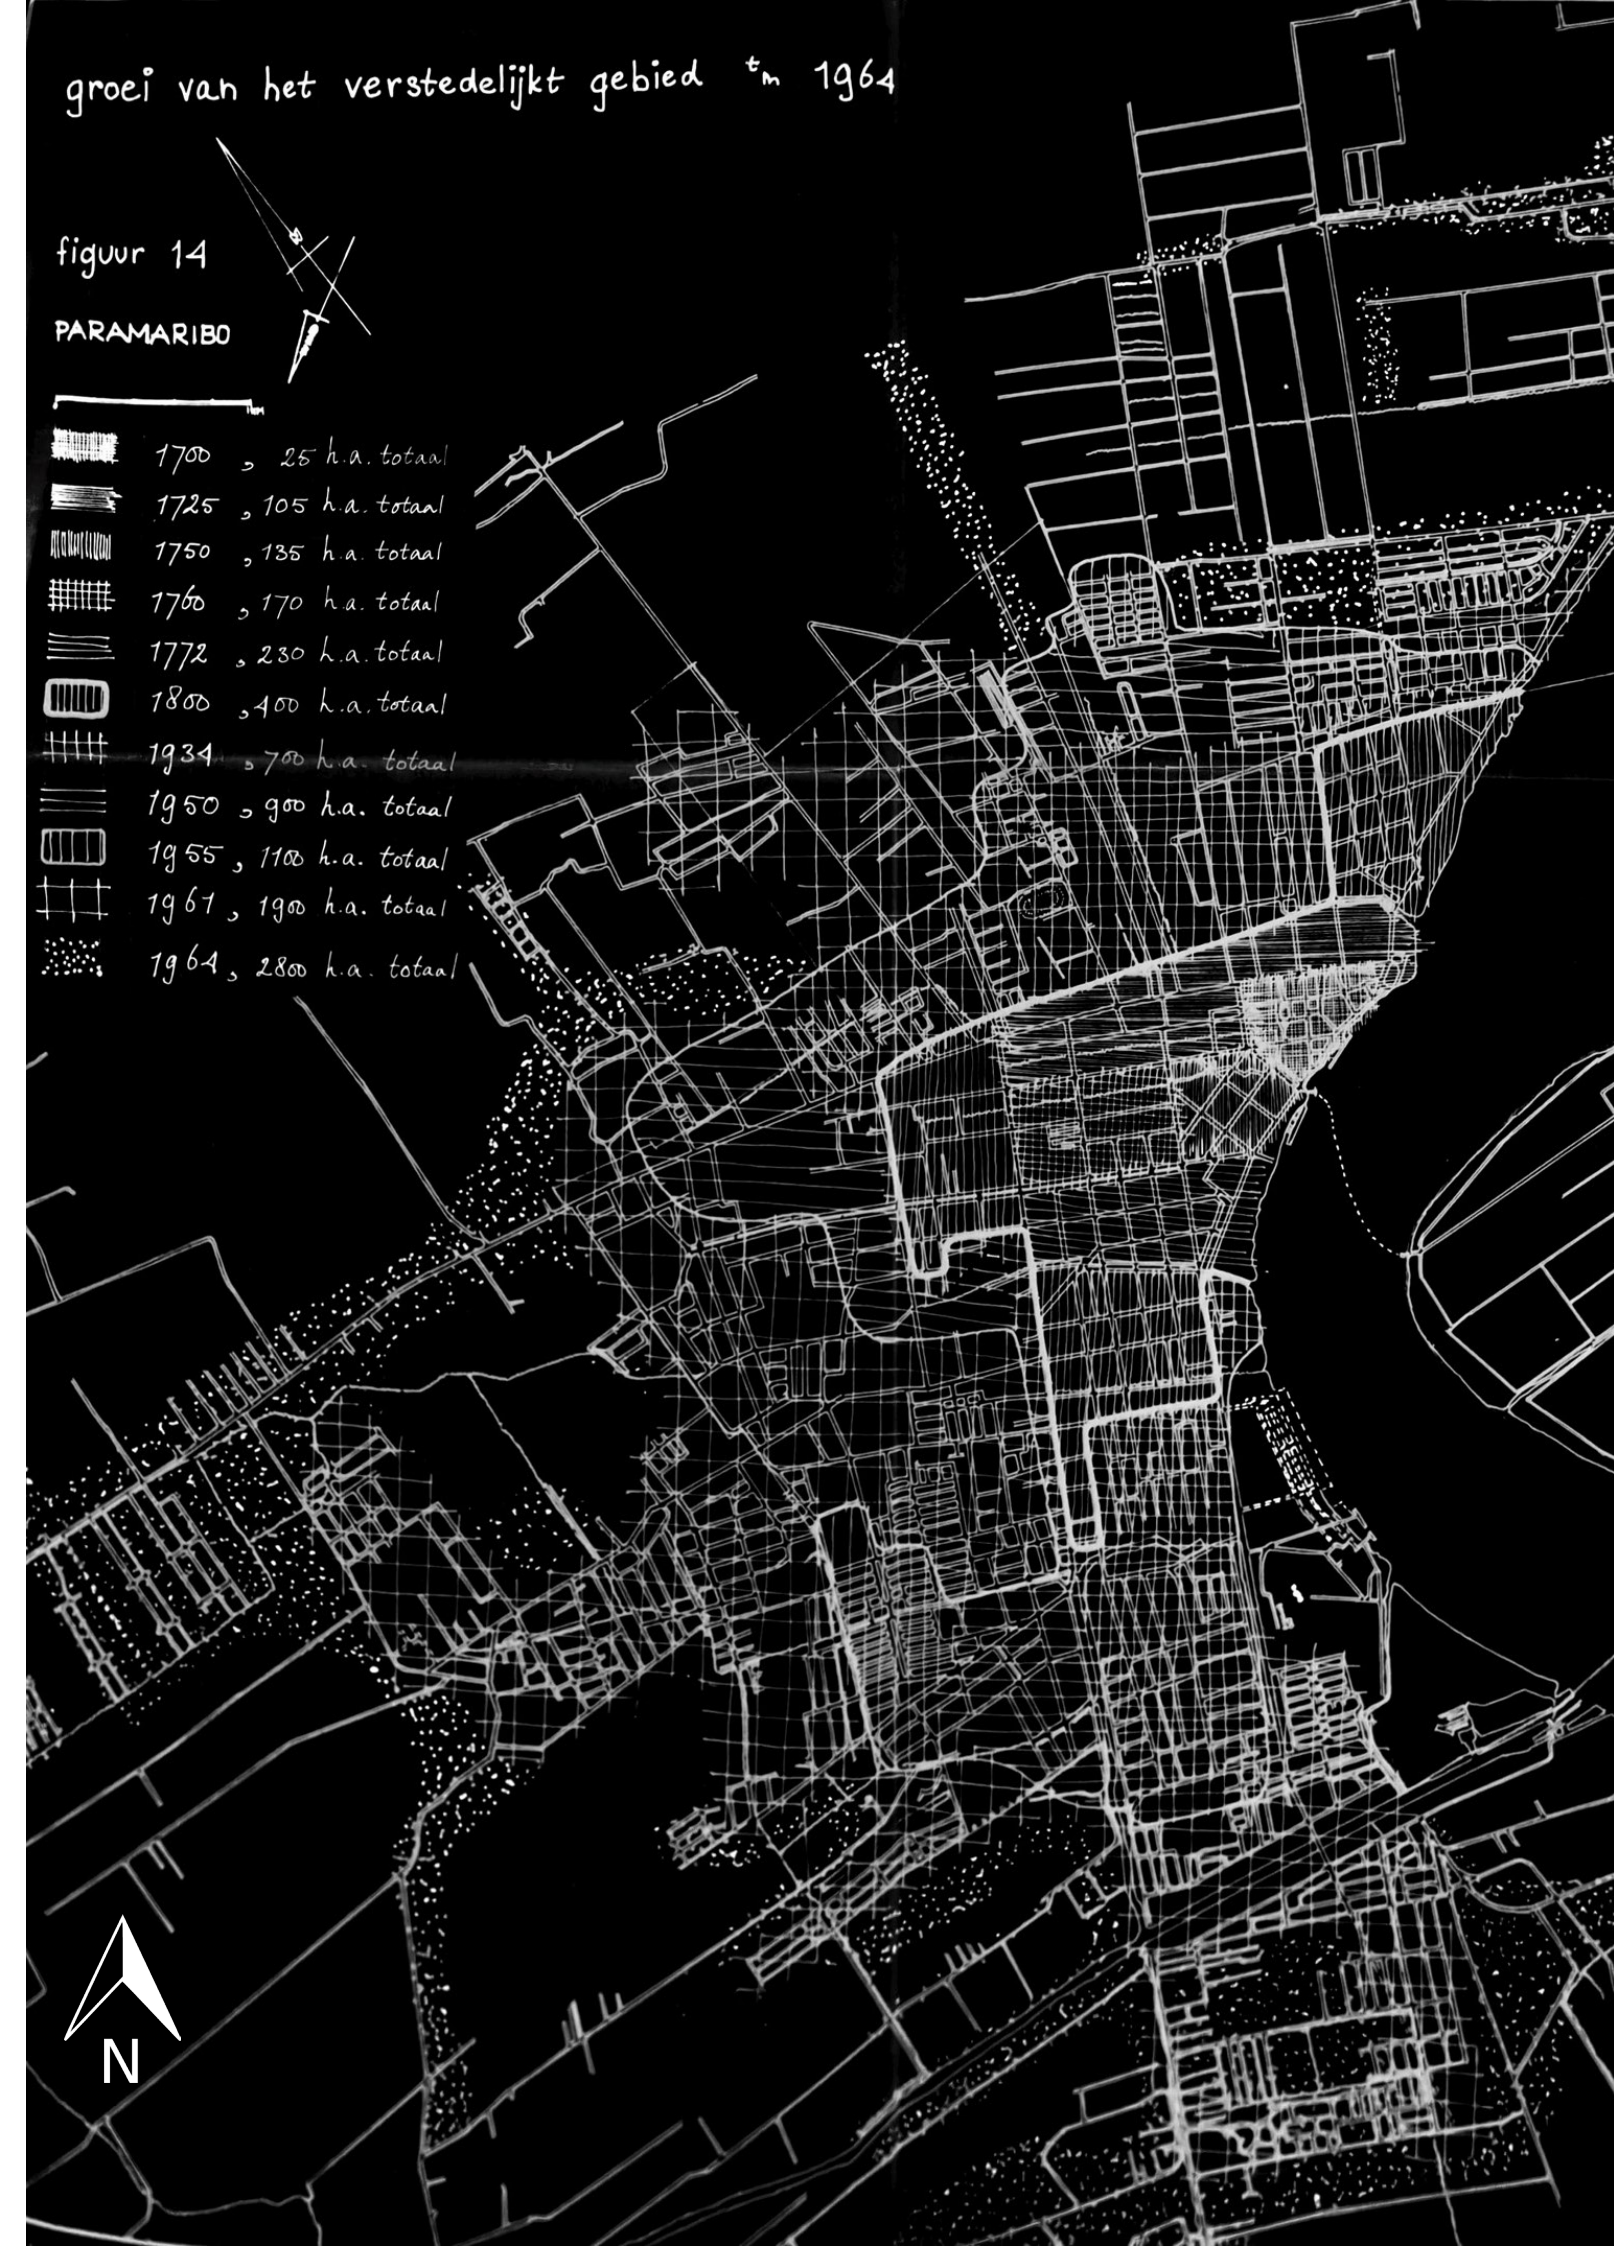 groei van het verstedelijkt gebied t/m 1964
figuur 14
PARAMARIBO
1km
1700 , 25 h.a. totaal
1725 , 105 h.a. totaal
1750 , 135 h.a. totaal
1760 , 170 h.a. totaal
1772 , 230 h.a. totaal
1800 , 400 h.a. totaal
1934 , 700 h.a. totaal
1950 , 900 h.a. totaal
1955 , 1100 h.a. totaal
1961 , 1900 h.a. totaal
1964 , 2800 h.a. totaal
N